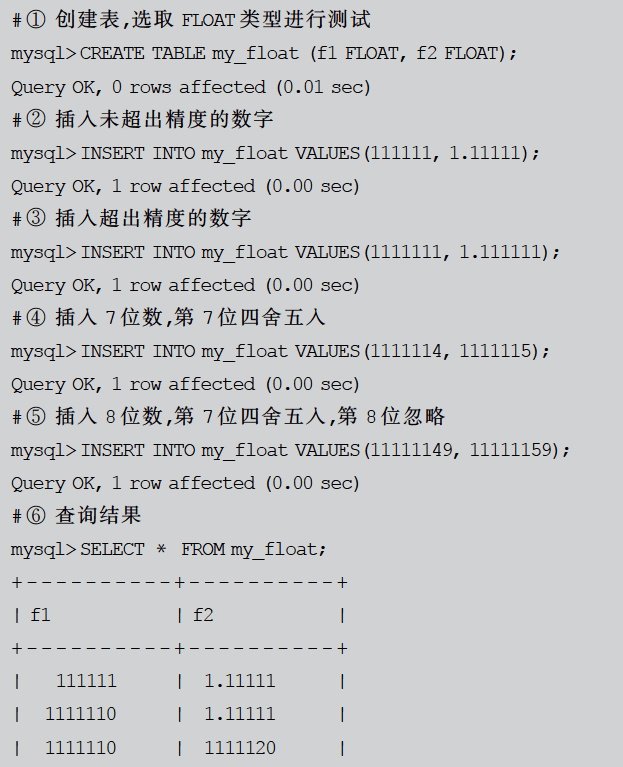 #① 创建表,选取 FLOAT 类型进行测试
mysql>CREATE TABLE my_float (f1 FLOAT, f2 FLOAT);
Query OK, 0 rows affected (0.01 sec)
#② 插入未超出精度的数字
mysql>INSERT INTO my_float VALUES(111111, 1.11111);
Query OK, 1 row affected (0.00 sec)
#③ 插入超出精度的数字
mysql>INSERT INTO my_float VALUES(1111111, 1.111111);
Query OK, 1 row affected (0.00 sec)
#④ 插入 7 位数,第 7 位四舍五入
mysql>INSERT INTO my_float VALUES(1111114, 1111115);
Query OK, 1 row affected (0.00 sec)
#⑤ 插入 8 位数,第 7 位四舍五入,第 8 位忽略
mysql>INSERT INTO my_float VALUES(11111149, 11111159);
Query OK, 1 row affected (0.00 sec)
#⑥ 查询结果
mysql>SELECT * FROM my_float;
+----------+----------+
| f1 | f2 |
+----------+----------+
| 111111 | 1.11111 |
| 1111110 | 1.11111 |
| 1111110 | 1111120 |